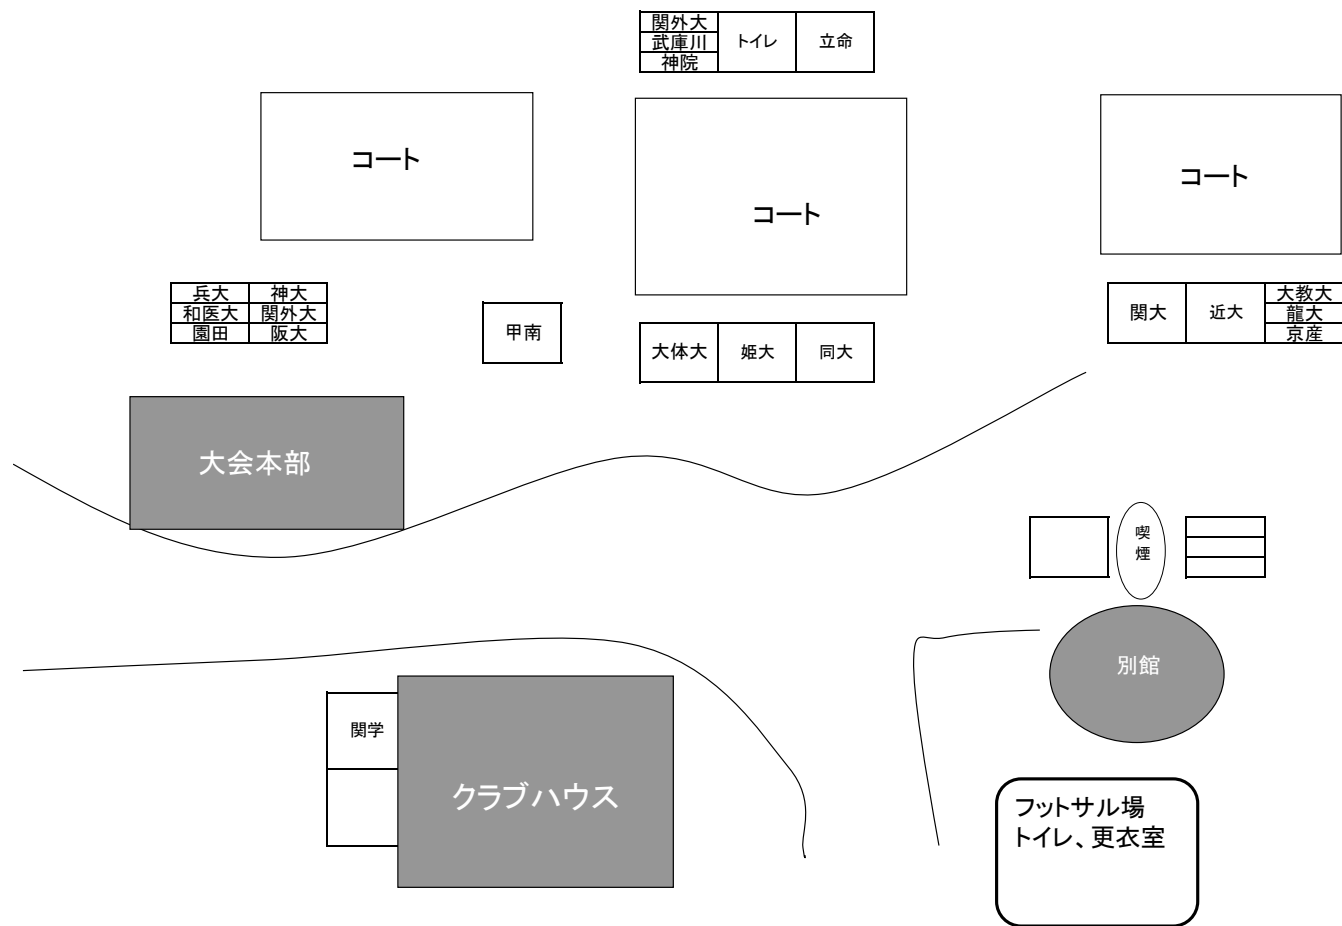 関外大
武庫川
神院
トイレ
立命
コート
コート
コート
兵大 神大
和医大 関外大
園田 阪大
甲南
大体大 姫大 同大
関大 近大
大教大
龍大
京産
大会本部
喫
煙
別館
関学
クラブハウス
フットサル場
トイレ、更衣室